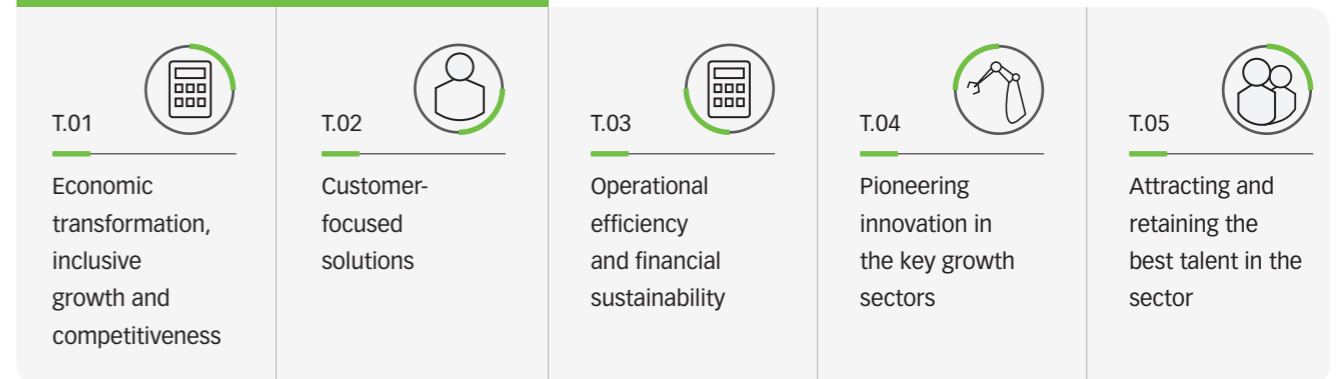 T.01
Economic
transformation,
inclusive
growth and
competitiveness
T.02
Customer-
focused
solutions
T.03
Operational
efficiency
and financial
sustainability
T.04
Pioneering
innovation in
the key growth
sectors
T.05
Attracting and
retaining the
best talent in the
sector